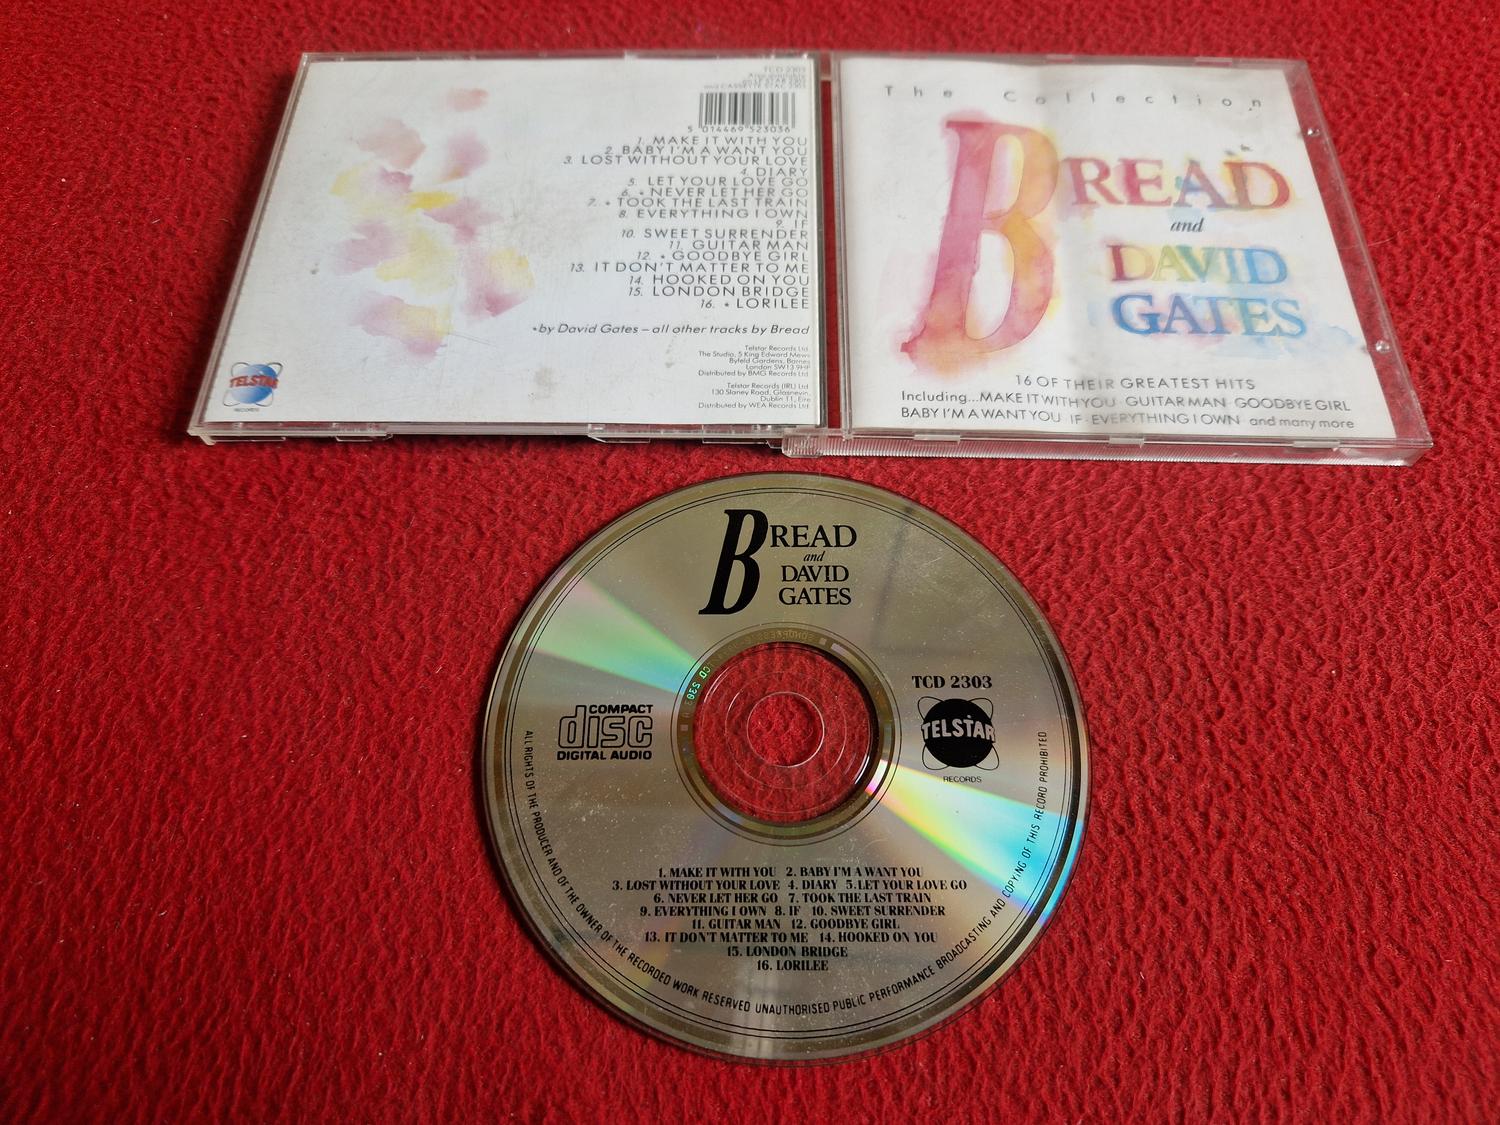 TCD 2303
5 014469 523036
1. MAKE IT WITH YOU
2. BABY I'M A WANT YOU
3. LOST WITHOUT YOUR LOVE
4. DIARY
5. LET YOUR LOVE GO
6. * NEVER LET HER GO
7. * TOOK THE LAST TRAIN
8. EVERYTHING I OWN
9. IF
10. SWEET SURRENDER
11. GUITAR MAN
12. * GOODBYE GIRL
13. IT DON'T MATTER TO ME
14. HOOKED ON YOU
15. LONDON BRIDGE
16. * LORILEE
*by David Gates – all other tracks by Bread
Telstar Records Ltd.
The Studio, 5 King Edward Mews
Byfeld Gardens, Barnes
London SW13 9HP
Distributed by BMG Records Ltd.
Telstar Records (IRL) Ltd.
130 Slaney Road, Glasnevin,
Dublin 11, Eire
Distributed by WEA Records Ltd.
TELSTAR
RECORDS
The Collection
BREAD
and
DAVID
GATES
16 OF THEIR GREATEST HITS
Including...MAKE IT WITH YOU · GUITAR MAN · GOODBYE GIRL
BABY I'M A WANT YOU · IF · EVERYTHING I OWN and many more
BREAD
and
DAVID
GATES
TCD 2303
COMPACT
disc
DIGITAL AUDIO
TELSTAR
RECORDS
1. MAKE IT WITH YOU 2. BABY I'M A WANT YOU
3. LOST WITHOUT YOUR LOVE 4. DIARY 5. LET YOUR LOVE GO
6. NEVER LET HER GO 7. TOOK THE LAST TRAIN
9. EVERYTHING I OWN 8. IF 10. SWEET SURRENDER
11. GUITAR MAN 12. GOODBYE GIRL
13. IT DON'T MATTER TO ME 14. HOOKED ON YOU
15. LONDON BRIDGE
16. LORILEE
ALL RIGHTS OF THE PRODUCER AND OF THE OWNER OF THE RECORDED WORK RESERVED UNAUTHORISED PUBLIC PERFORMANCE BROADCASTING AND COPYING OF THIS RECORD PROHIBITED